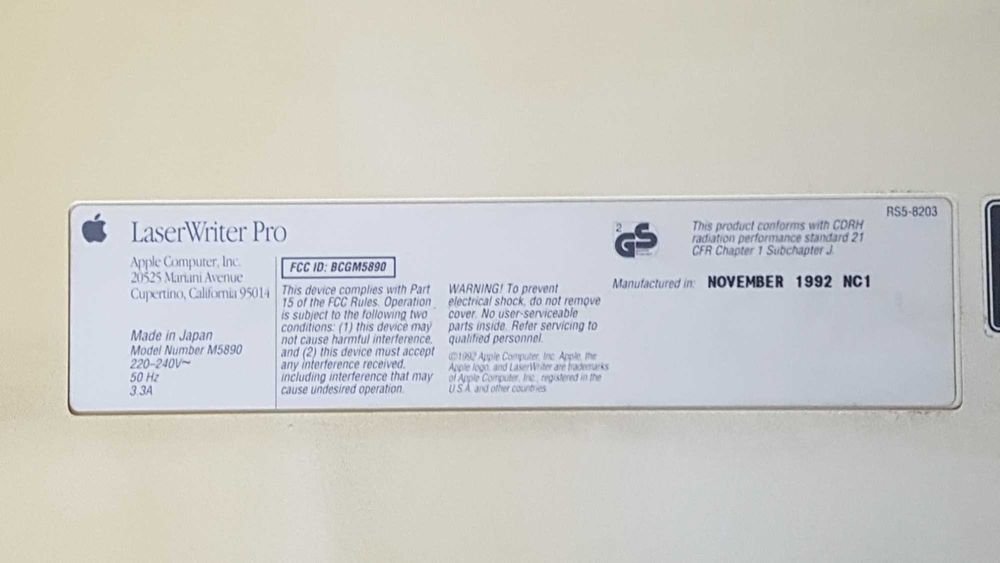 LaserWriter Pro
Apple Computer, Inc.
20525 Mariani Avenue
Cupertino, California 95014
Made in Japan
Model Number M5890
220-240V~
50 Hz
3.3A
FCC ID: BCGM5890
This device complies with Part
15 of the FCC Rules. Operation
is subject to the following two
conditions: (1) this device may
not cause harmful interference,
and (2) this device must accept
any interference received,
including interference that may
cause undesired operation.
WARNING! To prevent
electrical shock, do not remove
cover. No user-serviceable
parts inside. Refer servicing to
qualified personnel.
©1992 Apple Computer, Inc. Apple, the
Apple logo, and LaserWriter are trademarks
of Apple Computer, Inc., registered in the
U.S.A. and other countries.
2
GS
This product conforms with CDRH
radiation performance standard 21
CFR Chapter 1 Subchapter J.
Manufactured in: NOVEMBER 1992 NC1
RS5-8203